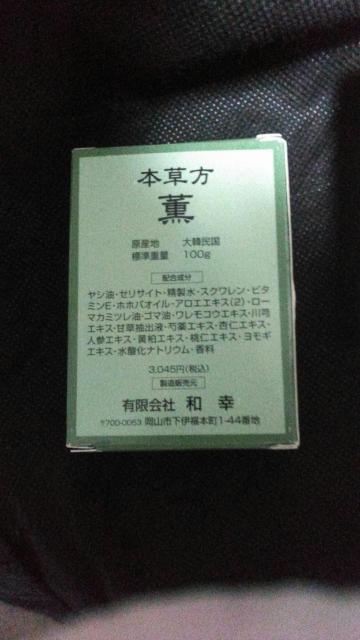 本草方
薫
原産地 大韓民国
標準重量 100g
配合成分
ヤシ油・セリサイト・精製水・スクワレン・ビタ
ミンE・ホホバオイル・アロエエキス(2)・ロー
マカミツレ油・ゴマ油・ワレモコウエキス・川芎
エキス・甘草抽出液・芍薬エキス・杏仁エキス・
人参エキス・黄柏エキス・桃仁エキス・ヨモギ
エキス・水酸化ナトリウム・香料
3,045円(税込)
製造販売元
有限会社 和幸
〒700-0053 岡山市下伊福本町1-44番地